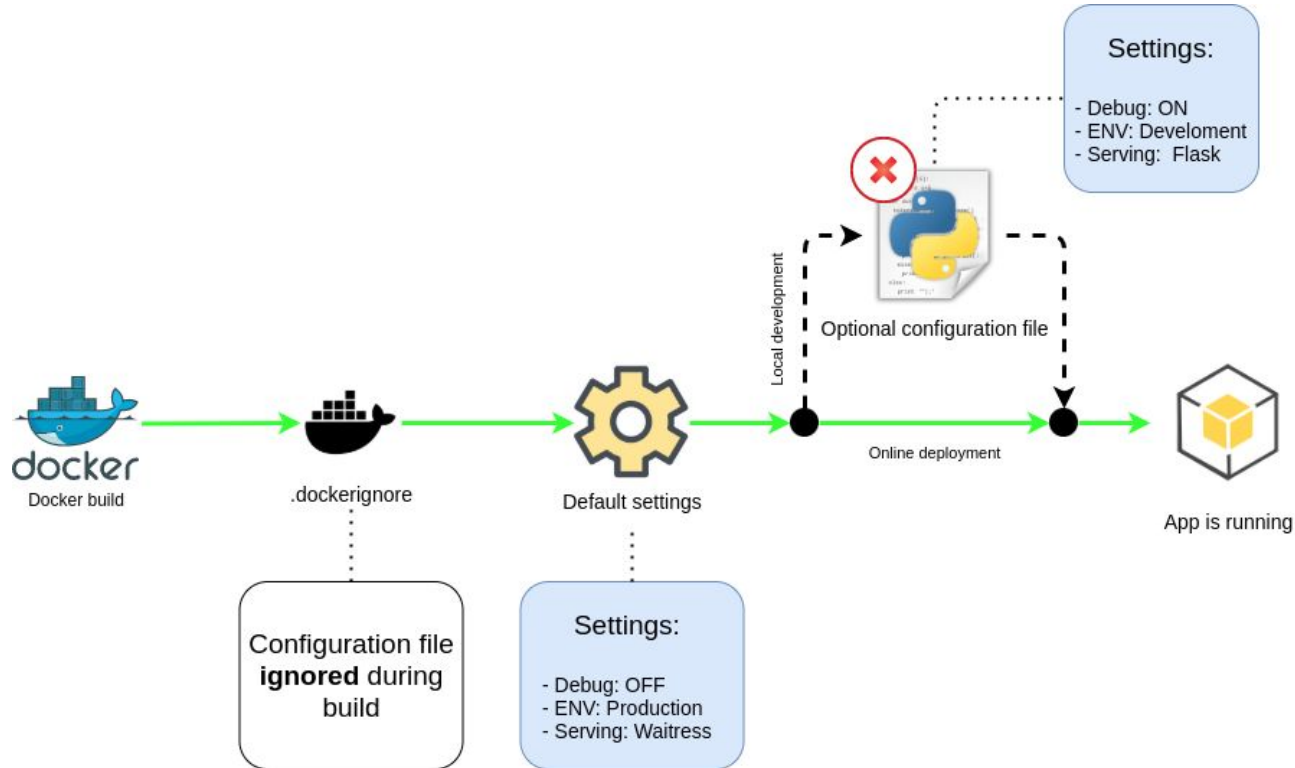 Settings:
- Debug: ON
- ENV: Develoment
- Serving: Flask
Local development
Optional configuration file
docker
Docker build
.dockerignore
Default settings
Online deployment
App is running
Configuration file
ignored during
build
Settings:
- Debug: OFF
- ENV: Production
- Serving: Waitress